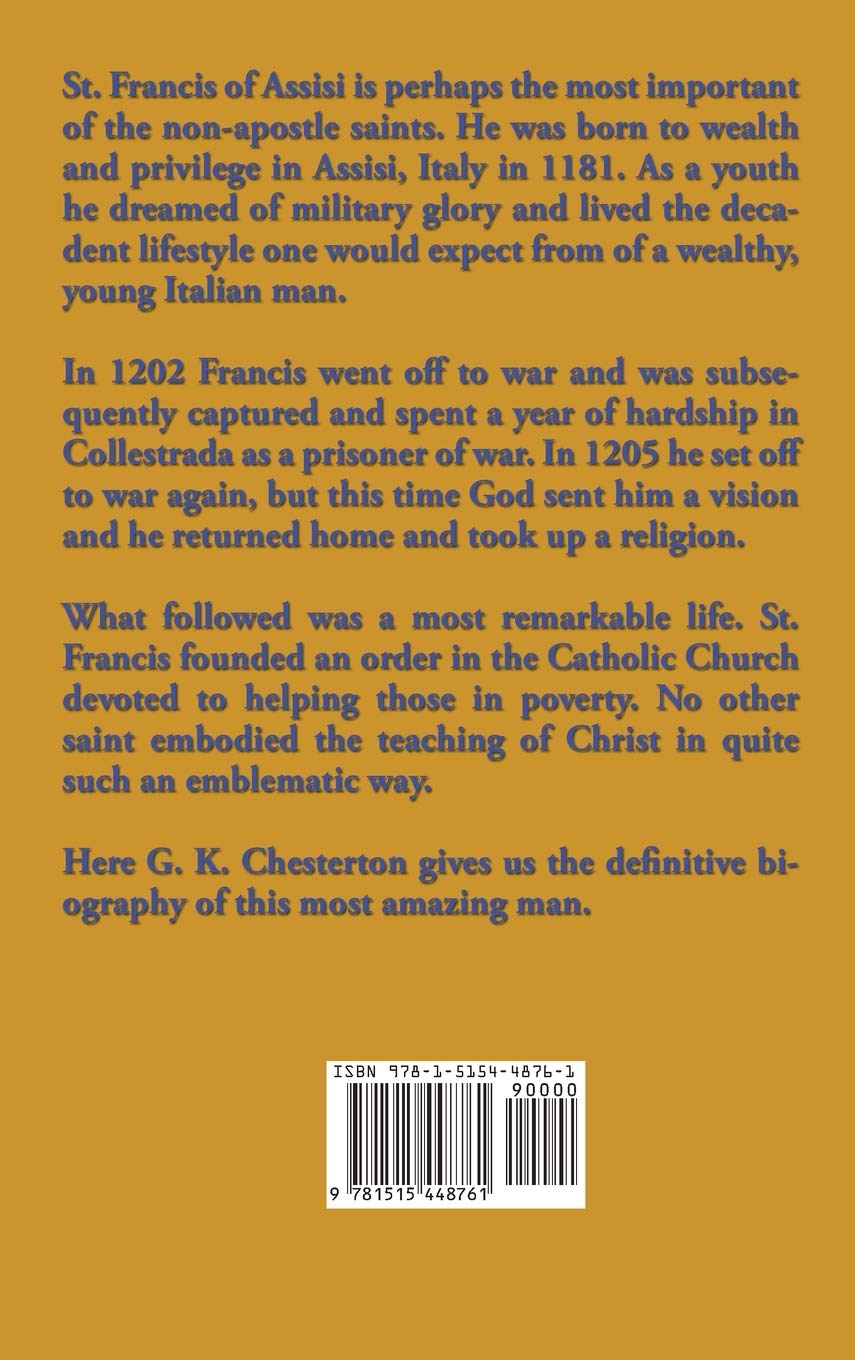 St. Francis of Assisi is perhaps the most important
of the non-apostle saints. He was born to wealth
and privilege in Assisi, Italy in 1181. As a youth
he dreamed of military glory and lived the deca-
dent lifestyle one would expect from of a wealthy,
young Italian man.
In 1202 Francis went off to war and was subse-
quently captured and spent a year of hardship in
Collestrada as a prisoner of war. In 1205 he set off
to war again, but this time God sent him a vision
and he returned home and took up a religion.
What followed was a most remarkable life. St.
Francis founded an order in the Catholic Church
devoted to helping those in poverty. No other
saint embodied the teaching of Christ in quite
such an emblematic way.
Here G. K. Chesterton gives us the definitive bi-
ography of this most amazing man.
ISBN 978-1-5154-4876-1
90000
9 781515 448761